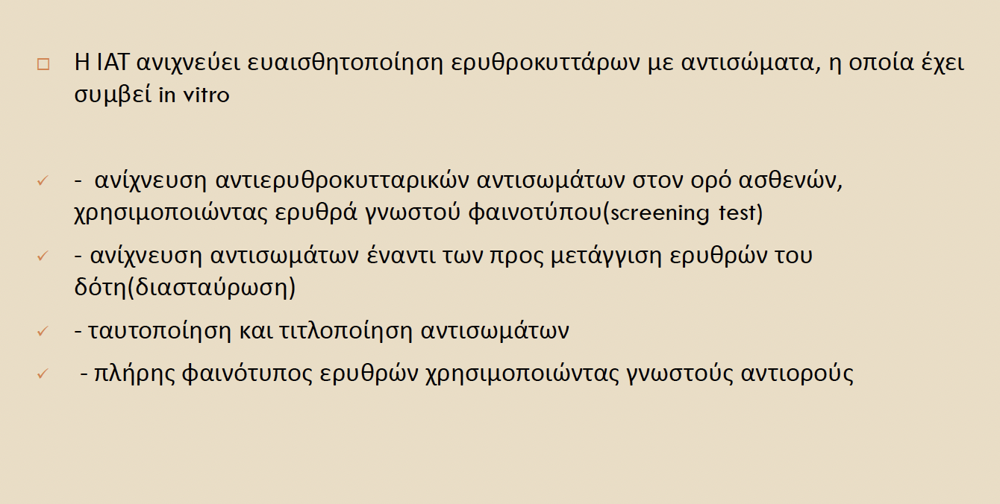 Η ΙΑΤ ανιχνεύει ευαισθητοποίηση ερυθροκυττάρων με αντισώματα, η οποία έχει
συμβεί in vitro
- ανίχνευση αντιερυθροκυτταρικών αντισωμάτων στον ορό ασθενών,
χρησιμοποιώντας ερυθρά γνωστού φαινοτύπου(screening test)
- ανίχνευση αντισωμάτων έναντι των προς μετάγγιση ερυθρών του
δότη(διασταύρωση)
- ταυτοποίηση και τιτλοποίηση αντισωμάτων
- πλήρης φαινότυπος ερυθρών χρησιμοποιώντας γνωστούς αντιορούς